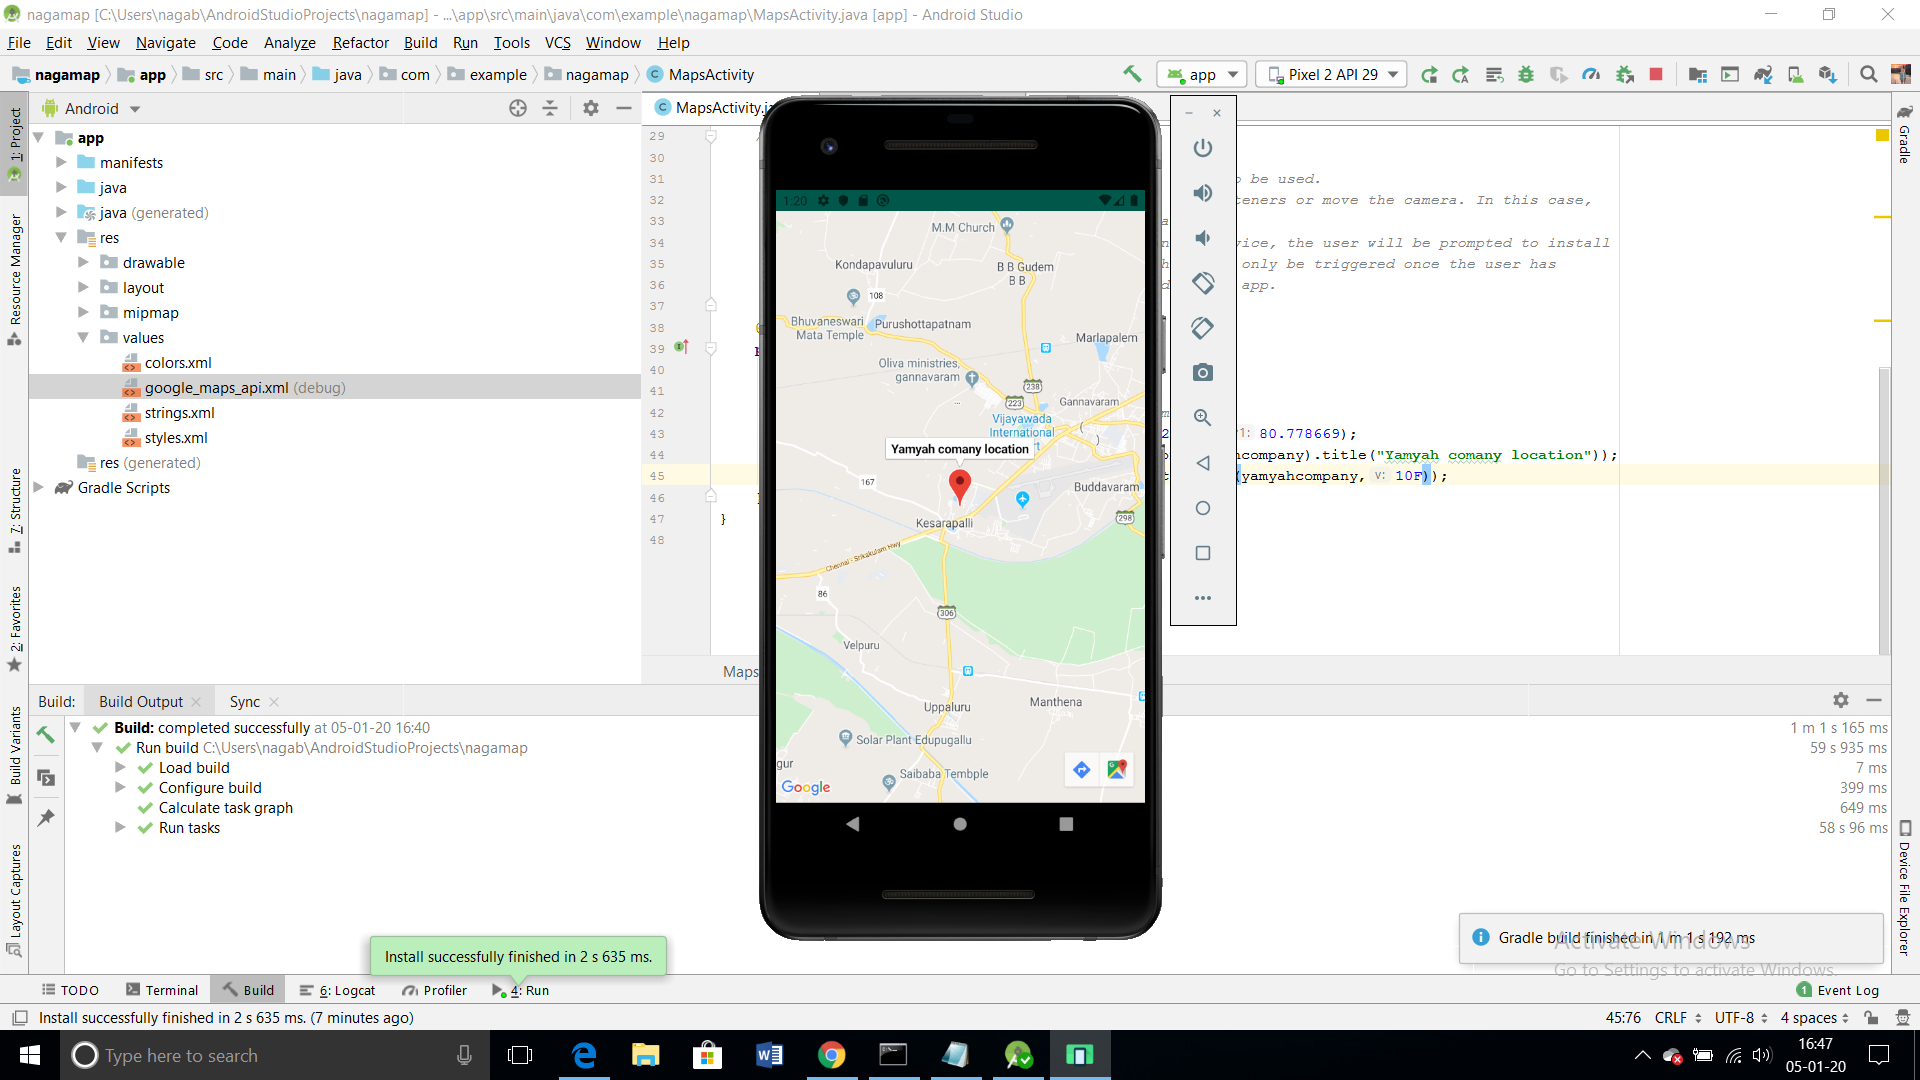 nagamap [C:\Users\nagab\AndroidStudioProjects\nagamap] - ...\app\src\main\java\com\example\nagamap\MapsActivity.java [app] - Android Studio
File Edit View Navigate Code Analyze Refactor Build Run Tools VCS Window Help
nagamap app src main java com example nagamap MapsActivity
app Pixel 2 API 29
Android
MapsActivity.j
1: Project
Resource Manager
7: Structure
2: Favorites
Build Variants
Layout Captures
app
manifests
java
java (generated)
res
drawable
layout
mipmap
values
colors.xml
google_maps_api.xml (debug)
strings.xml
styles.xml
res (generated)
Gradle Scripts
29
30
31 o be used.
32 teners or move the camera. In this case,
33
34 vice, the user will be prompted to install
35 only be triggered once the user has
36 app.
37
38
39
40
41
42
43 1: 80.778669);
44 hcompany).title("Yamyah comany location"));
45 (yamyahcompany, v: 10F));
46
47 }
48
Maps
1:20
M.M Church
Kondapavuluru
B B Gudem
B B
108
Bhuvaneswari
Mata Temple
Purushottapatnam
Marlapalem
Oliva ministries,
gannavaram
238
223
Gannavaram
...
Vijayawada
International
Yamyah comany location
167
Buddavaram
Kesarapalli
298
Chennai - Srikakulam Hwy
86
306
Velpuru
Uppaluru
Manthena
Solar Plant Edupugallu
gur
Saibaba Tembple
Google
Gradle
Device File Explorer
Build: Build Output Sync
Build: completed successfully at 05-01-20 16:40 1 m 1 s 165 ms
Run build C:\Users\nagab\AndroidStudioProjects\nagamap 59 s 935 ms
Load build 7 ms
Configure build 399 ms
Calculate task graph 649 ms
Run tasks 58 s 96 ms
Install successfully finished in 2 s 635 ms.
Gradle build finished in 1 m 1 s 192 ms
Activate Windows
Go to Settings to activate Windows.
TODO Terminal Build 6: Logcat Profiler 4: Run 1 Event Log
Install successfully finished in 2 s 635 ms. (7 minutes ago) 45:76 CRLF UTF-8 4 spaces
Type here to search
16:47
05-01-20